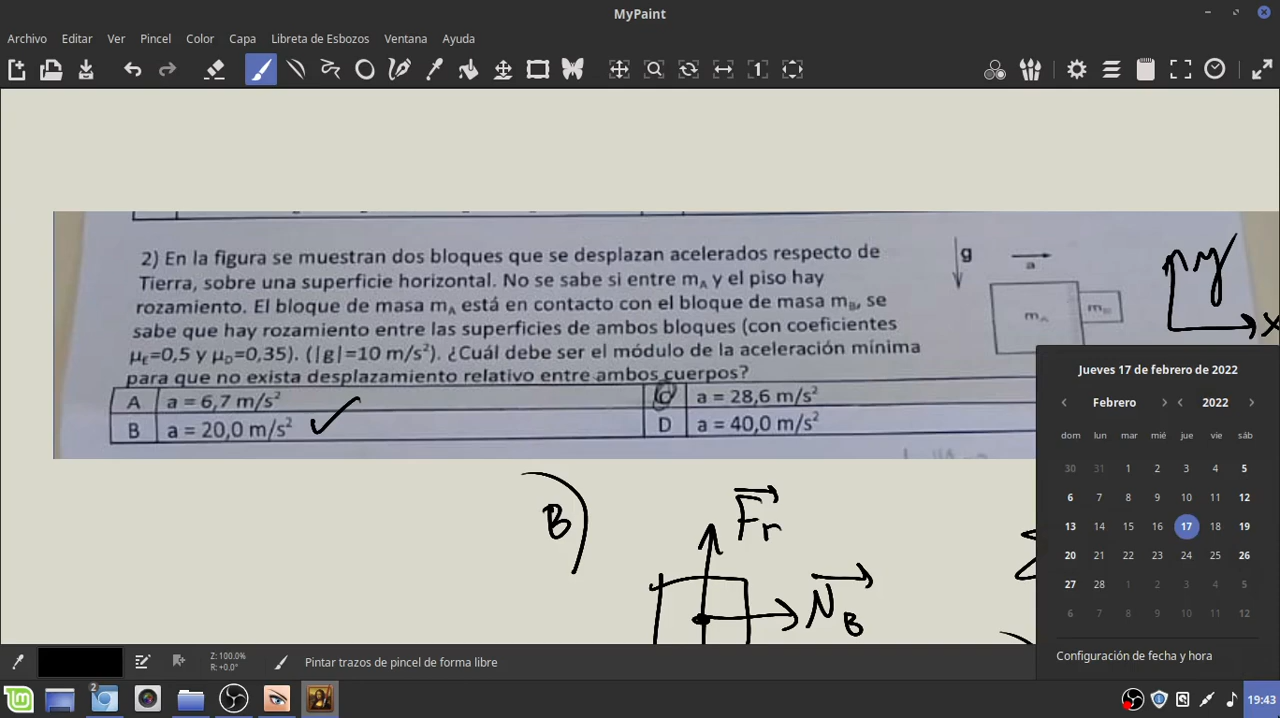 MyPaint
Archivo Editar Ver Pincel Color Capa Libreta de Esbozos Ventana Ayuda
2) En la figura se muestran dos bloques que se desplazan acelerados respecto de
Tierra, sobre una superficie horizontal. No se sabe si entre mA y el piso hay
rozamiento. El bloque de masa mA está en contacto con el bloque de masa mB, se
sabe que hay rozamiento entre las superficies de ambos bloques (con coeficientes
μE=0,5 y μD=0,35). (|g|=10 m/s²). ¿Cuál debe ser el módulo de la aceleración mínima
para que no exista desplazamiento relativo entre ambos cuerpos?
g
a
mA
mB
y
x
A a = 6,7 m/s² C a = 28,6 m/s²
B a = 20,0 m/s² D a = 40,0 m/s²
B)
Fr
NB
Jueves 17 de febrero de 2022
Febrero 2022
dom lun mar mié jue vie sáb
30 31 1 2 3 4 5
6 7 8 9 10 11 12
13 14 15 16 17 18 19
20 21 22 23 24 25 26
27 28 1 2 3 4 5
6 7 8 9 10 11 12
Configuración de fecha y hora
Z: 100.0%
R: +0.0°
Pintar trazos de pincel de forma libre
2
19:43